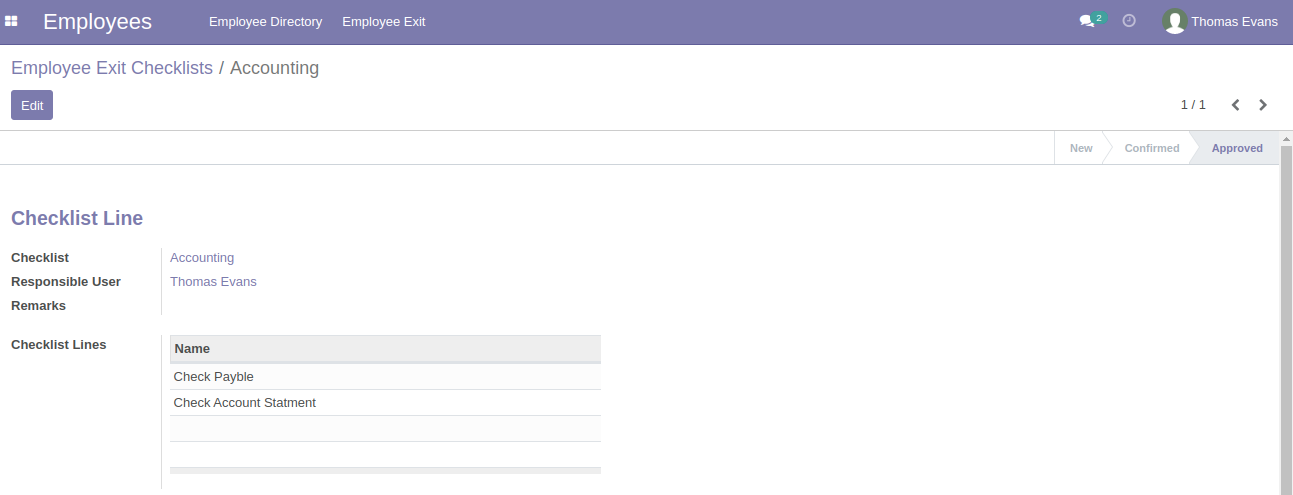 Employees Employee Directory Employee Exit 2 Thomas Evans
Employee Exit Checklists / Accounting
Edit 1 / 1
New Confirmed Approved
Checklist Line
Checklist Accounting
Responsible User Thomas Evans
Remarks
Checklist Lines Name
Check Payble
Check Account Statment